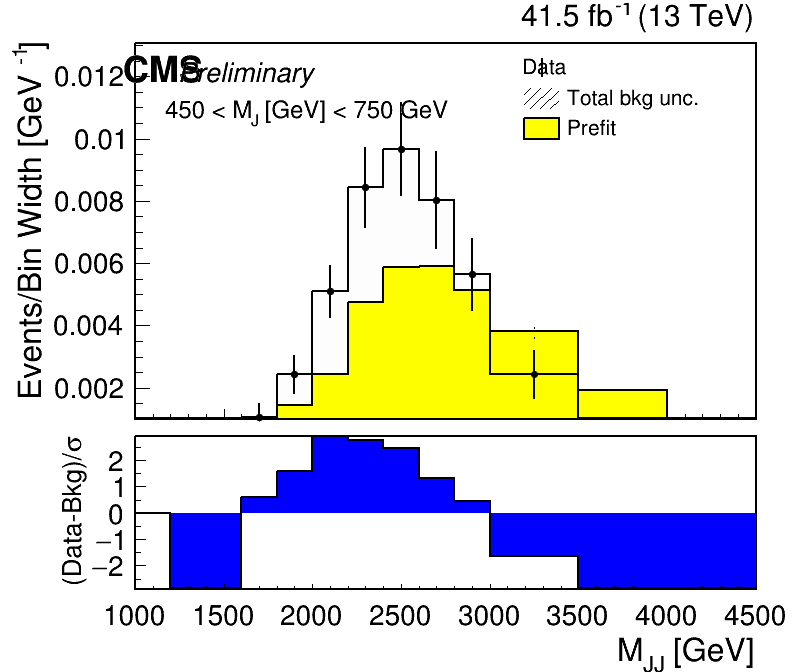 41.5 fb⁻¹ (13 TeV)
CMS Preliminary
450 < M_J [GeV] < 750 GeV
Data
Total bkg unc.
Prefit
Events/Bin Width [GeV⁻¹]
0.012
0.01
0.008
0.006
0.004
0.002
(Data-Bkg)/σ
2
1
0
−1
−2
1000 1500 2000 2500 3000 3500 4000 4500
M_JJ [GeV]